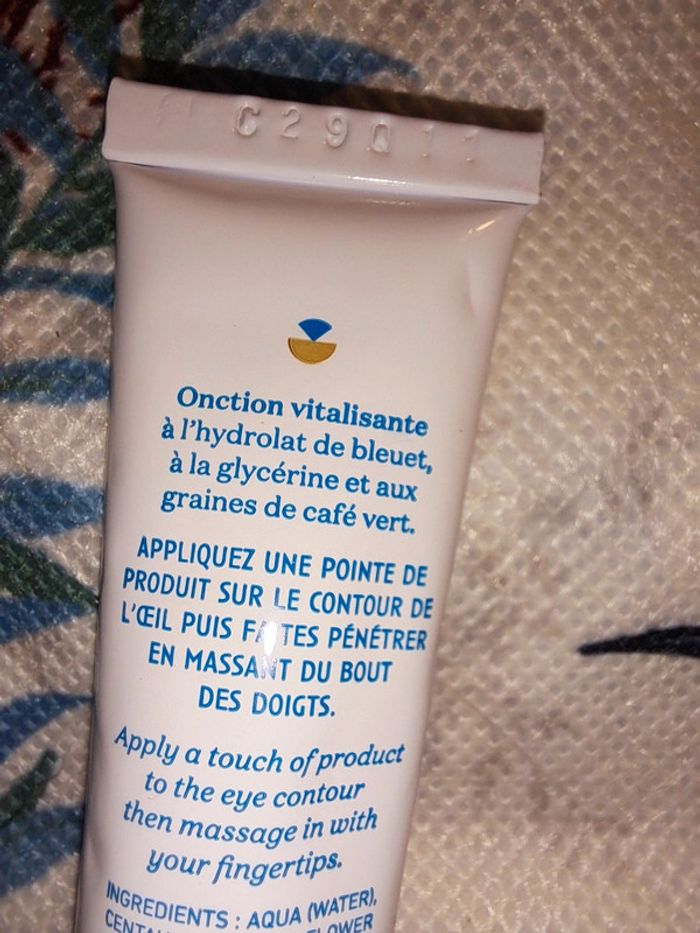 C29Q11
Onction vitalisante
à l'hydrolat de bleuet,
à la glycérine et aux
graines de café vert.
APPLIQUEZ UNE POINTE DE
PRODUIT SUR LE CONTOUR DE
L'ŒIL PUIS FAITES PÉNÉTRER
EN MASSANT DU BOUT
DES DOIGTS.
Apply a touch of product
to the eye contour
then massage in with
your fingertips.
INGREDIENTS : AQUA (WATER),